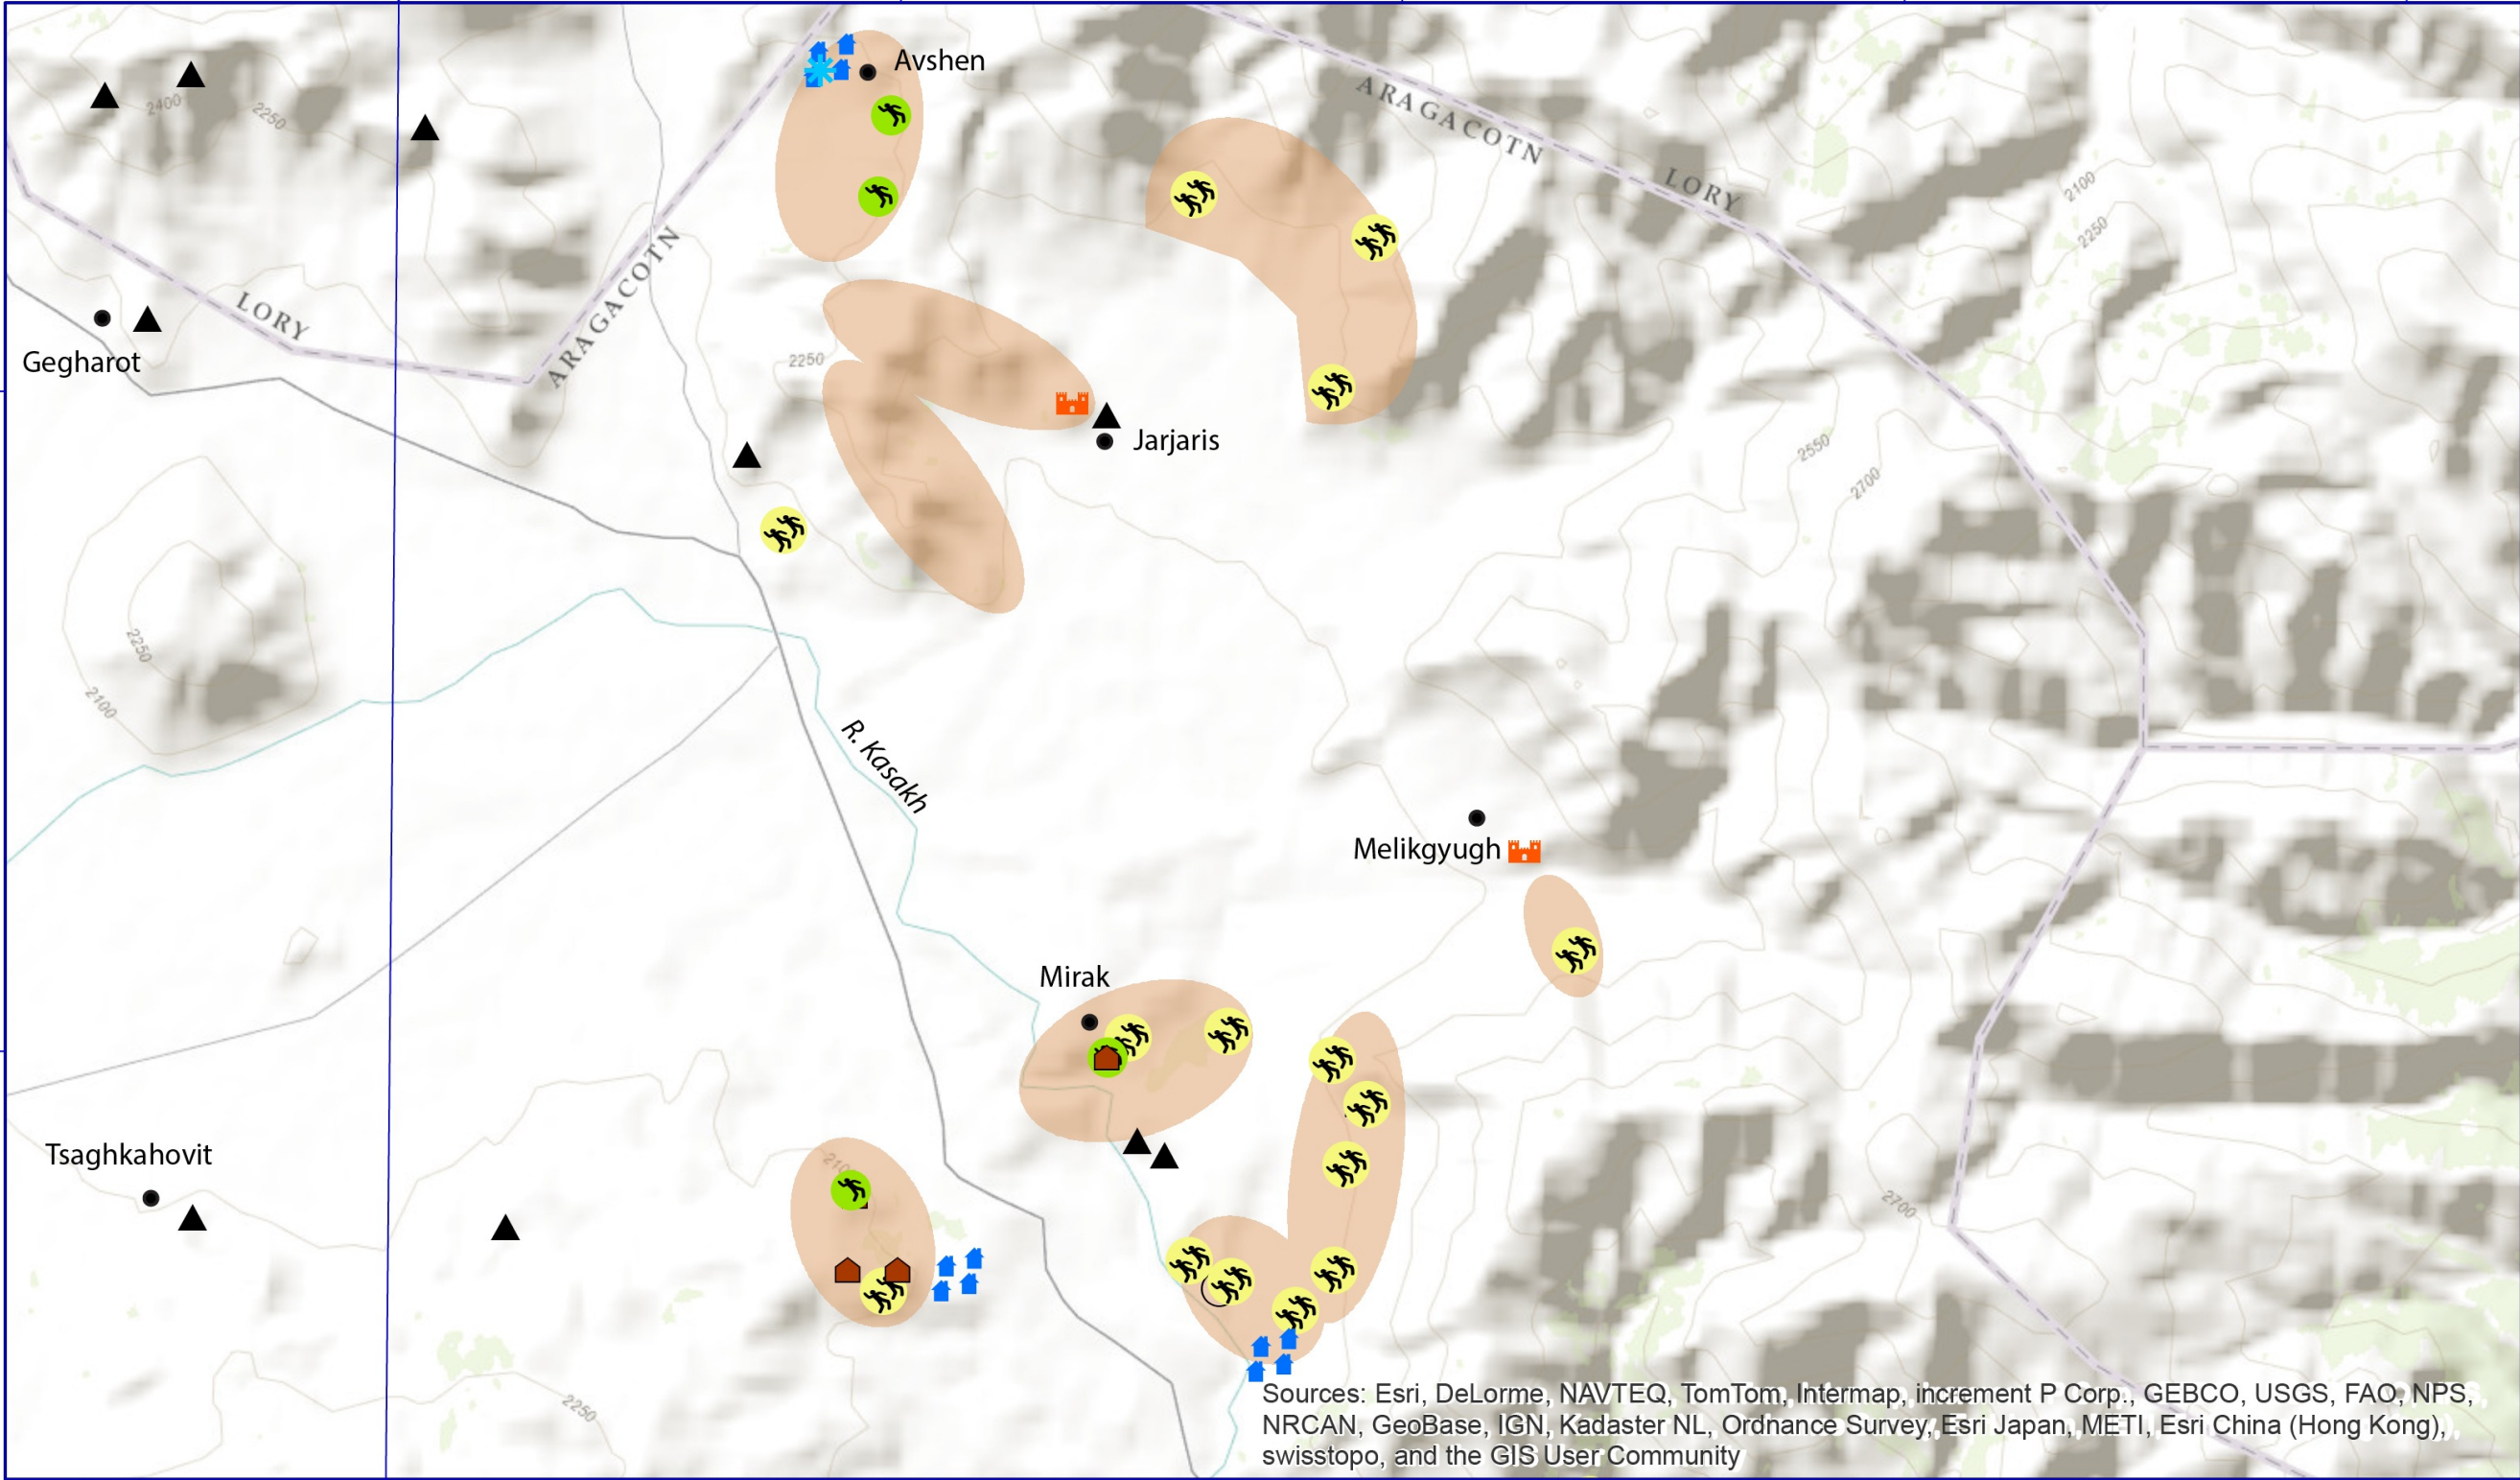 Avshen
2400
2250
ARAGACOTN
LORY
2100
2250
LORY
ARAGACOTN
Gegharot
2250
Jarjaris
2550
2700
2250
2100
R. Kasakh
Melikgyugh
Mirak
Tsaghkahovit
210
2700
2250
Sources: Esri, DeLorme, NAVTEQ, TomTom, Intermap, increment P Corp., GEBCO, USGS, FAO, NPS,
NRCAN, GeoBase, IGN, Kadaster NL, Ordnance Survey, Esri Japan, METI, Esri China (Hong Kong),
swisstopo, and the GIS User Community